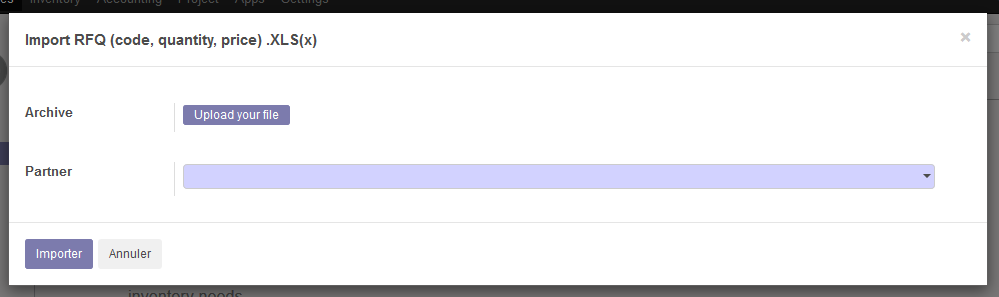 Inventory Accounting Project Apps Settings
Import RFQ (code, quantity, price) .XLS(x)
×
Archive
Upload your file
Partner
Importer Annuler
inventory needs